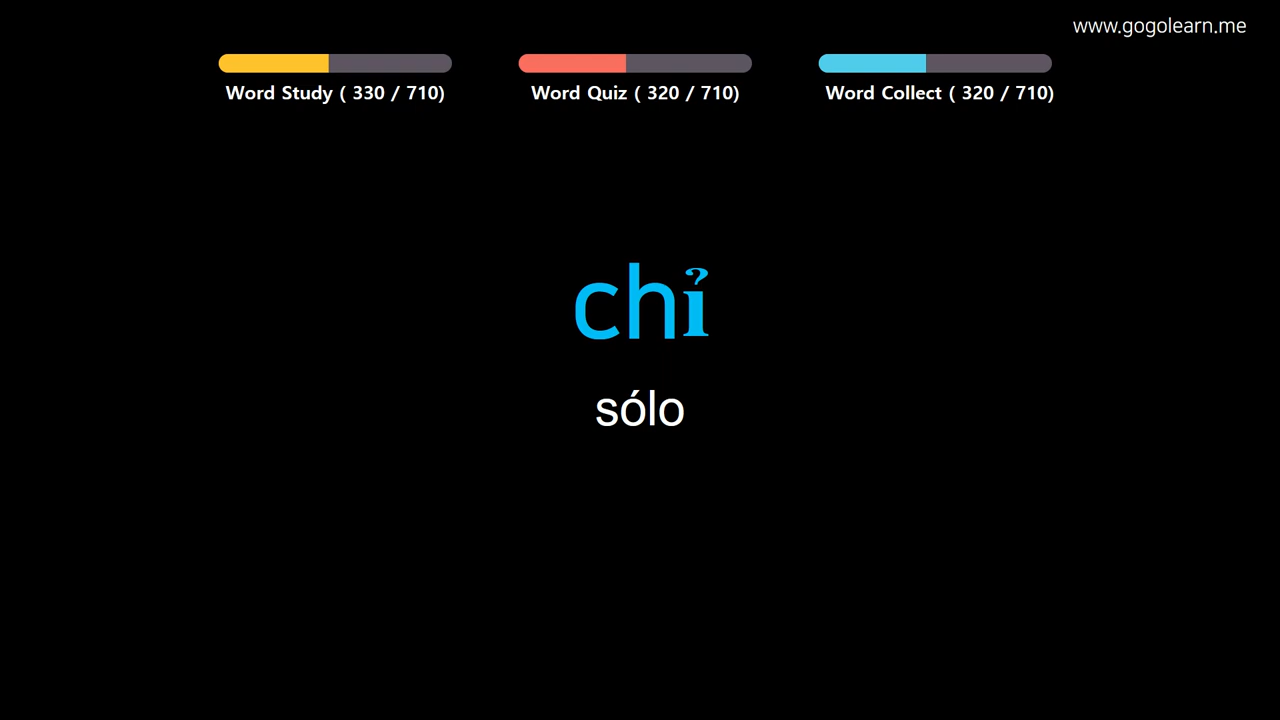 www.gogolearn.me
Word Study ( 330 / 710)
Word Quiz ( 320 / 710)
Word Collect ( 320 / 710)
chỉ
sólo